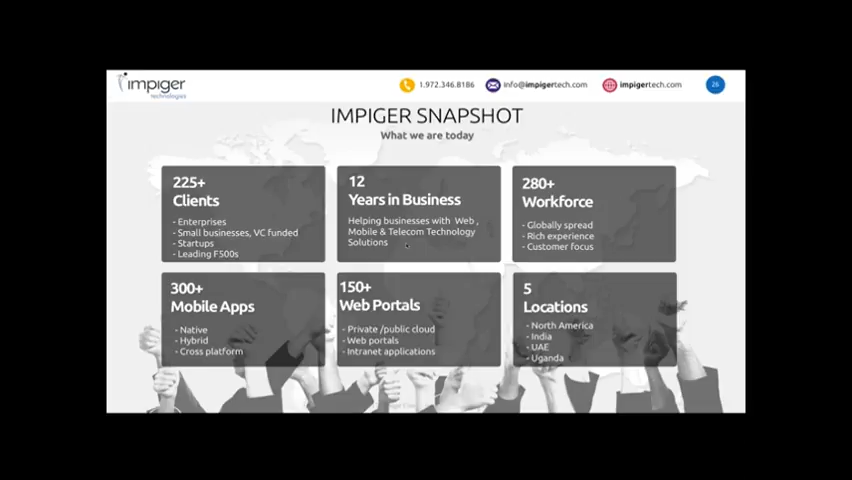 impiger
technologies
1.972.346.8186
info@impigertech.com
impigertech.com
26
IMPIGER SNAPSHOT
What we are today
225+
Clients
- Enterprises
- Small businesses, VC funded
- Startups
- Leading F500s
12
Years in Business
Helping businesses with Web ,
Mobile & Telecom Technology
Solutions
280+
Workforce
- Globally spread
- Rich experience
- Customer focus
300+
Mobile Apps
- Native
- Hybrid
- Cross platform
150+
Web Portals
- Private /public cloud
- Web portals
- Intranet applications
5
Locations
- North America
- India
- UAE
- Uganda